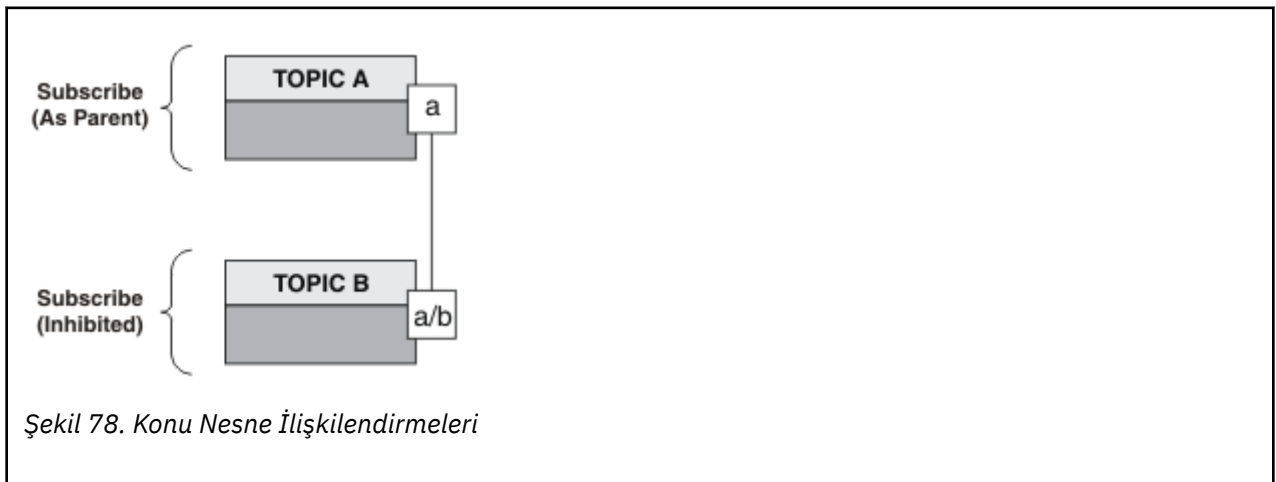 Subscribe
(As Parent)
TOPIC A
a
Subscribe
(Inhibited)
TOPIC B
a/b
Şekil 78. Konu Nesne İlişkilendirmeleri